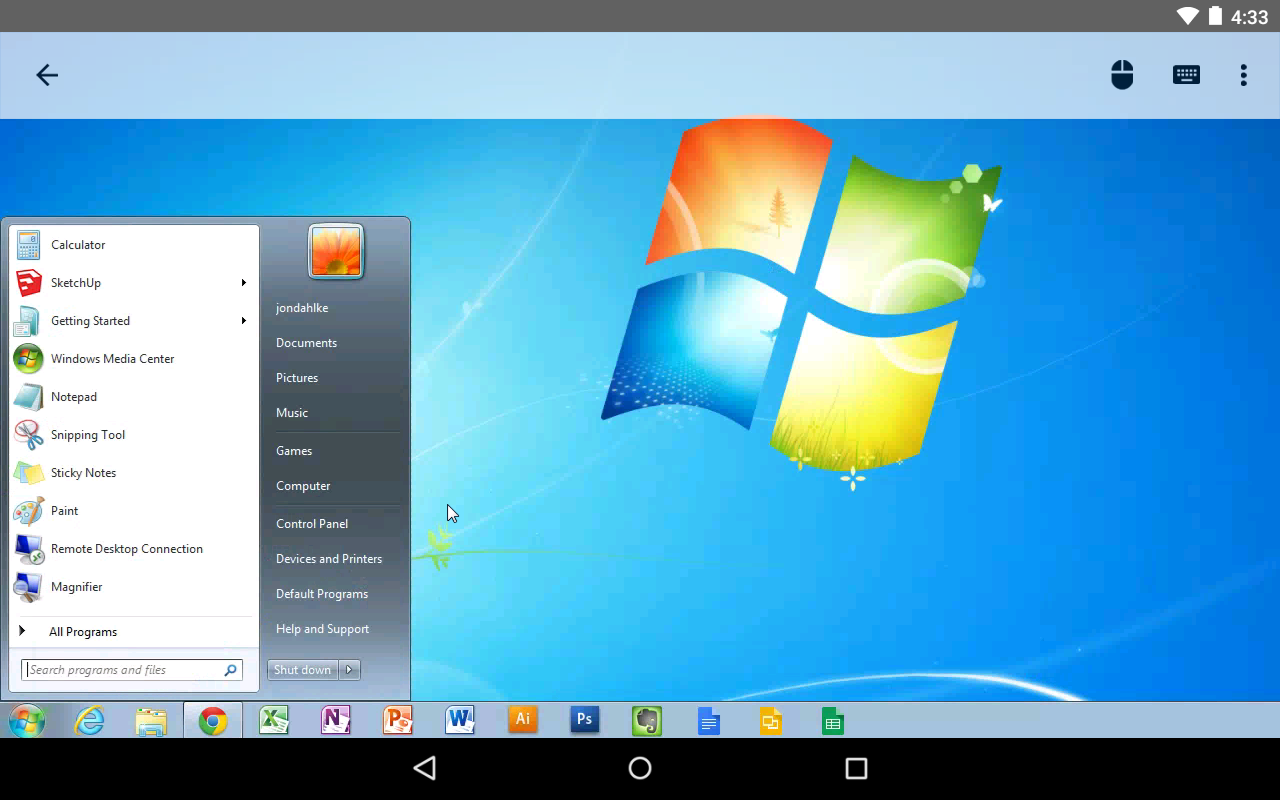 4:33
Calculator
SketchUp
Getting Started
Windows Media Center
Notepad
Snipping Tool
Sticky Notes
Paint
Remote Desktop Connection
Magnifier
All Programs
Search programs and files
jondahlke
Documents
Pictures
Music
Games
Computer
Control Panel
Devices and Printers
Default Programs
Help and Support
Shut down
Ai
Ps